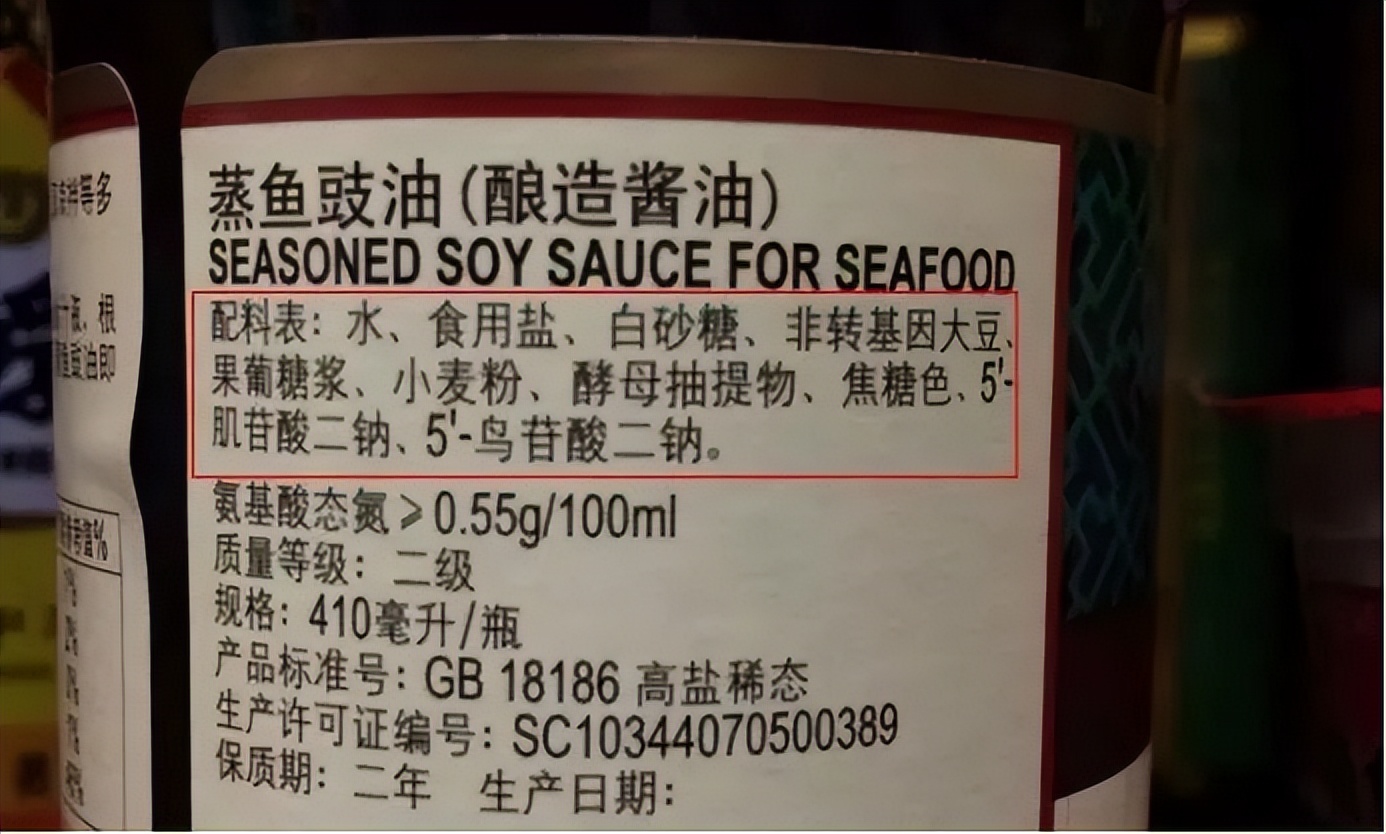 蒸鱼豉油(酿造酱油)
SEASONED SOY SAUCE FOR SEAFOOD
配料表：水、食用盐、白砂糖、非转基因大豆、
果葡糖浆、小麦粉、酵母抽提物、焦糖色、5'-
肌苷酸二钠、5'-鸟苷酸二钠。
氨基酸态氮≥0.55g/100ml
质量等级：二级
规格：410毫升/瓶
产品标准号：GB 18186 高盐稀态
生产许可证编号：SC10344070500389
保质期：二年 生产日期：
等多
根
油即
%